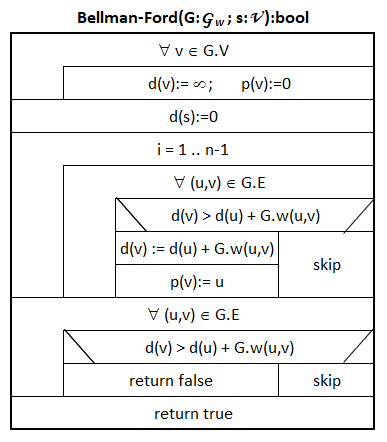 Bellman-Ford(G:𝒢w ; s:𝒱):bool
∀ v ∈ G.V
d(v):= ∞ ; p(v):=0
d(s):=0
i = 1 .. n-1
∀ (u,v) ∈ G.E
d(v) > d(u) + G.w(u,v)
d(v) := d(u) + G.w(u,v)
skip
p(v):= u
∀ (u,v) ∈ G.E
d(v) > d(u) + G.w(u,v)
return false skip
return true